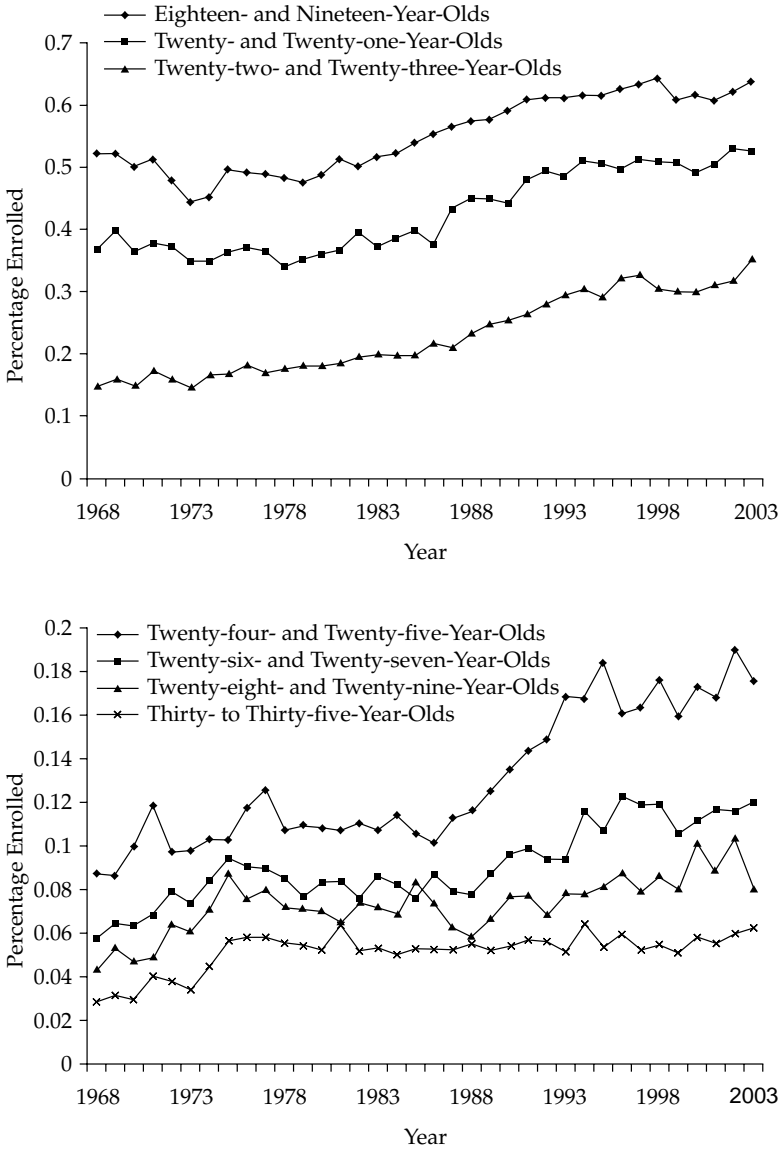 Eighteen- and Nineteen-Year-Olds
Twenty- and Twenty-one-Year-Olds
Twenty-two- and Twenty-three-Year-Olds
0.7
0.6
0.5
0.4
0.3
0.2
0.1
0
Percentage Enrolled
1968 1973 1978 1983 1988 1993 1998 2003
Year
Twenty-four- and Twenty-five-Year-Olds
Twenty-six- and Twenty-seven-Year-Olds
Twenty-eight- and Twenty-nine-Year-Olds
Thirty- to Thirty-five-Year-Olds
0.2
0.18
0.16
0.14
0.12
0.1
0.08
0.06
0.04
0.02
0
Percentage Enrolled
1968 1973 1978 1983 1988 1993 1998 2003
Year